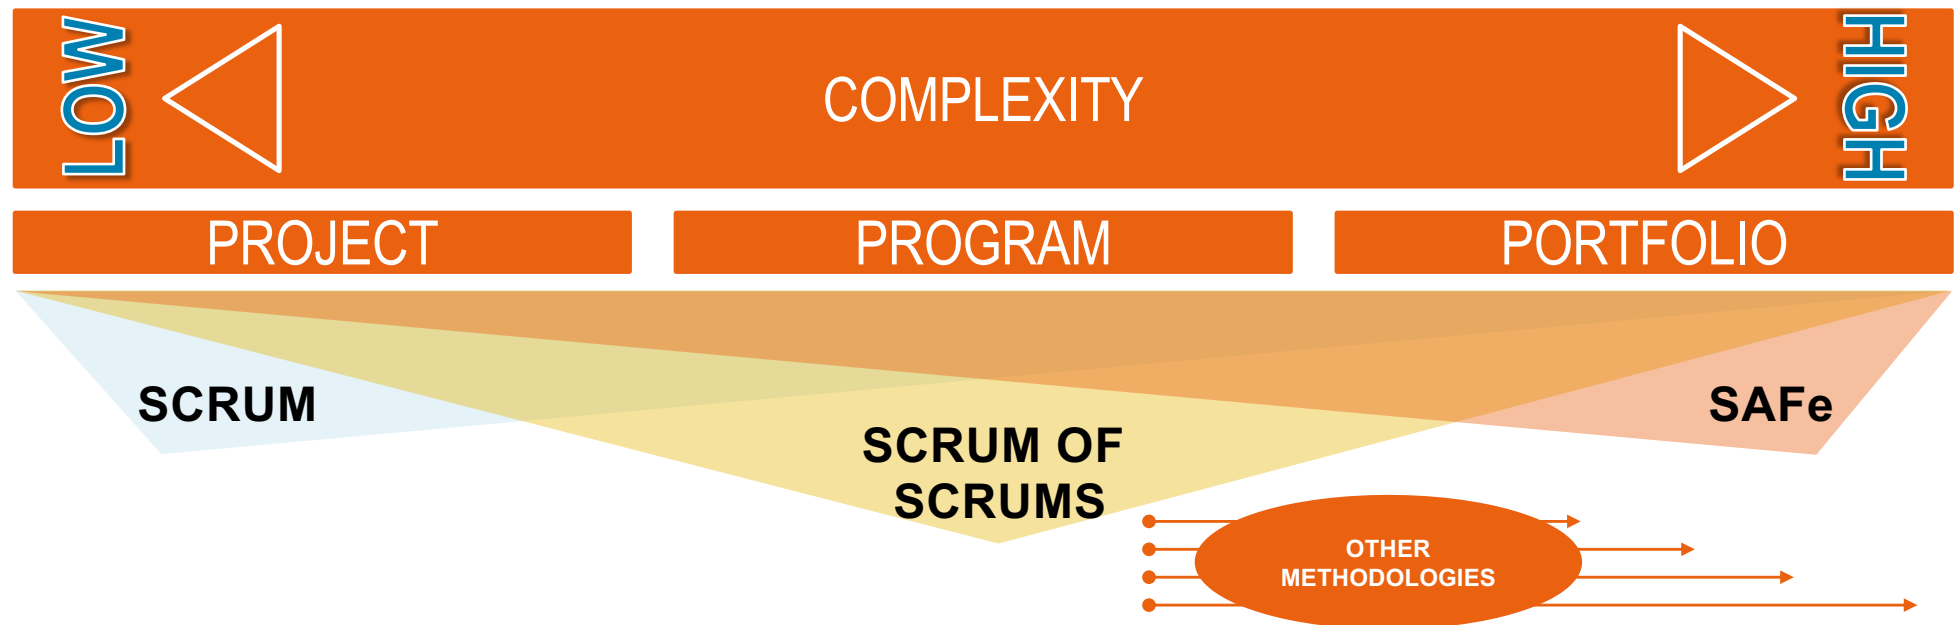 LOW
COMPLEXITY
HIGH
PROJECT
PROGRAM
PORTFOLIO
SCRUM
SAFe
SCRUM OF
SCRUMS
OTHER
METHODOLOGIES